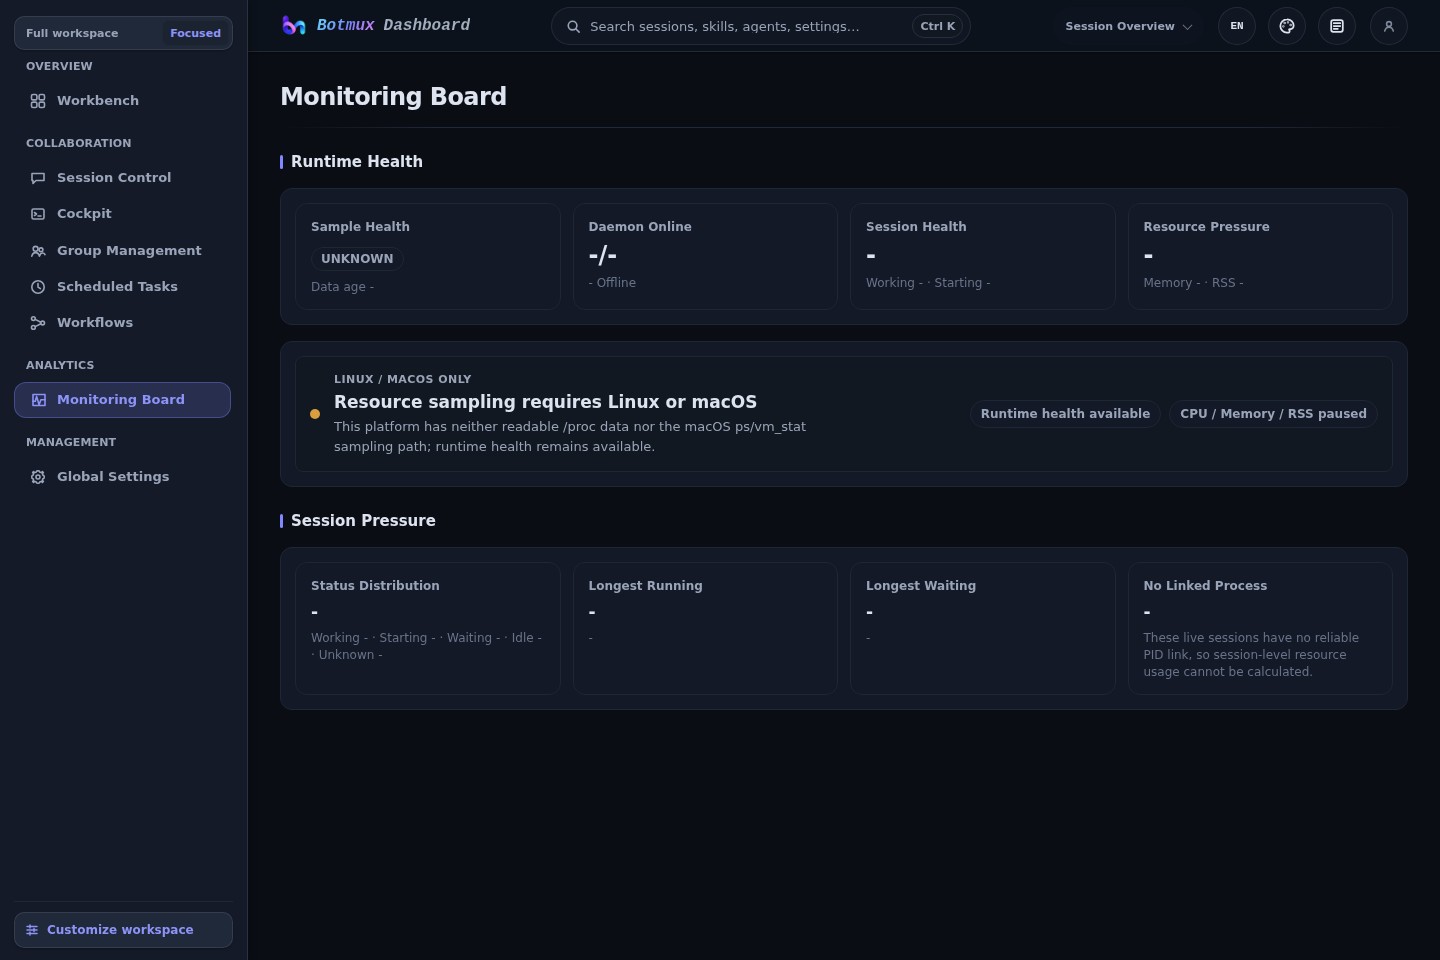 Full workspace
Focused
OVERVIEW
Workbench
COLLABORATION
Session Control
Cockpit
Group Management
Scheduled Tasks
Workflows
ANALYTICS
Monitoring Board
MANAGEMENT
Global Settings
Customize workspace
Botmux Dashboard
Search sessions, skills, agents, settings...
Ctrl K
Session Overview
EN
Monitoring Board
Runtime Health
Sample Health
UNKNOWN
Data age -
Daemon Online
-/-
- Offline
Session Health
-
Working - · Starting -
Resource Pressure
-
Memory - · RSS -
LINUX / MACOS ONLY
Resource sampling requires Linux or macOS
This platform has neither readable /proc data nor the macOS ps/vm_stat
sampling path; runtime health remains available.
Runtime health available
CPU / Memory / RSS paused
Session Pressure
Status Distribution
-
Working - · Starting - · Waiting - · Idle -
· Unknown -
Longest Running
-
-
Longest Waiting
-
-
No Linked Process
-
These live sessions have no reliable
PID link, so session-level resource
usage cannot be calculated.